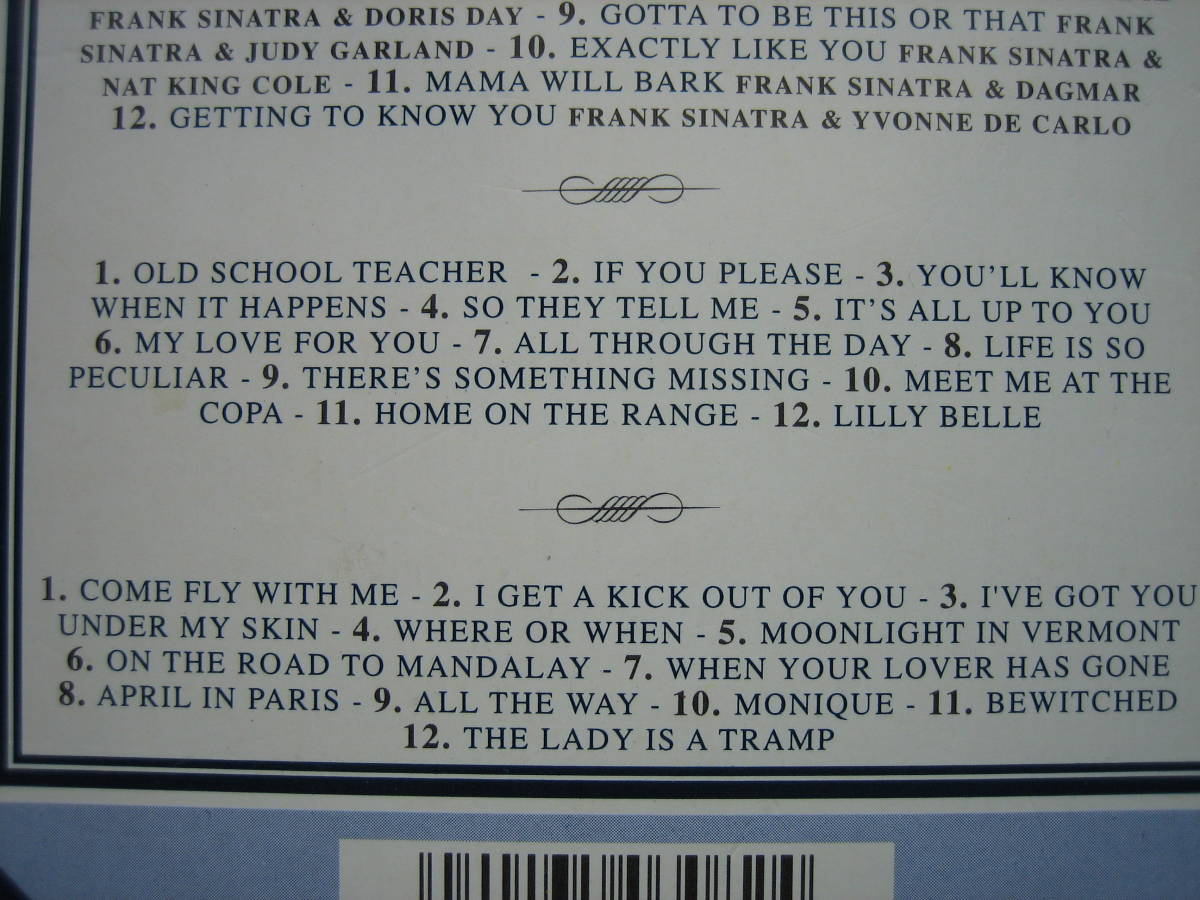 FRANK SINATRA & DORIS DAY - 9. GOTTA TO BE THIS OR THAT FRANK
SINATRA & JUDY GARLAND - 10. EXACTLY LIKE YOU FRANK SINATRA &
NAT KING COLE - 11. MAMA WILL BARK FRANK SINATRA & DAGMAR
12. GETTING TO KNOW YOU FRANK SINATRA & YVONNE DE CARLO
1. OLD SCHOOL TEACHER - 2. IF YOU PLEASE - 3. YOU'LL KNOW
WHEN IT HAPPENS - 4. SO THEY TELL ME - 5. IT'S ALL UP TO YOU
6. MY LOVE FOR YOU - 7. ALL THROUGH THE DAY - 8. LIFE IS SO
PECULIAR - 9. THERE'S SOMETHING MISSING - 10. MEET ME AT THE
COPA - 11. HOME ON THE RANGE - 12. LILLY BELLE
1. COME FLY WITH ME - 2. I GET A KICK OUT OF YOU - 3. I'VE GOT YOU
UNDER MY SKIN - 4. WHERE OR WHEN - 5. MOONLIGHT IN VERMONT
6. ON THE ROAD TO MANDALAY - 7. WHEN YOUR LOVER HAS GONE
8. APRIL IN PARIS - 9. ALL THE WAY - 10. MONIQUE - 11. BEWITCHED
12. THE LADY IS A TRAMP